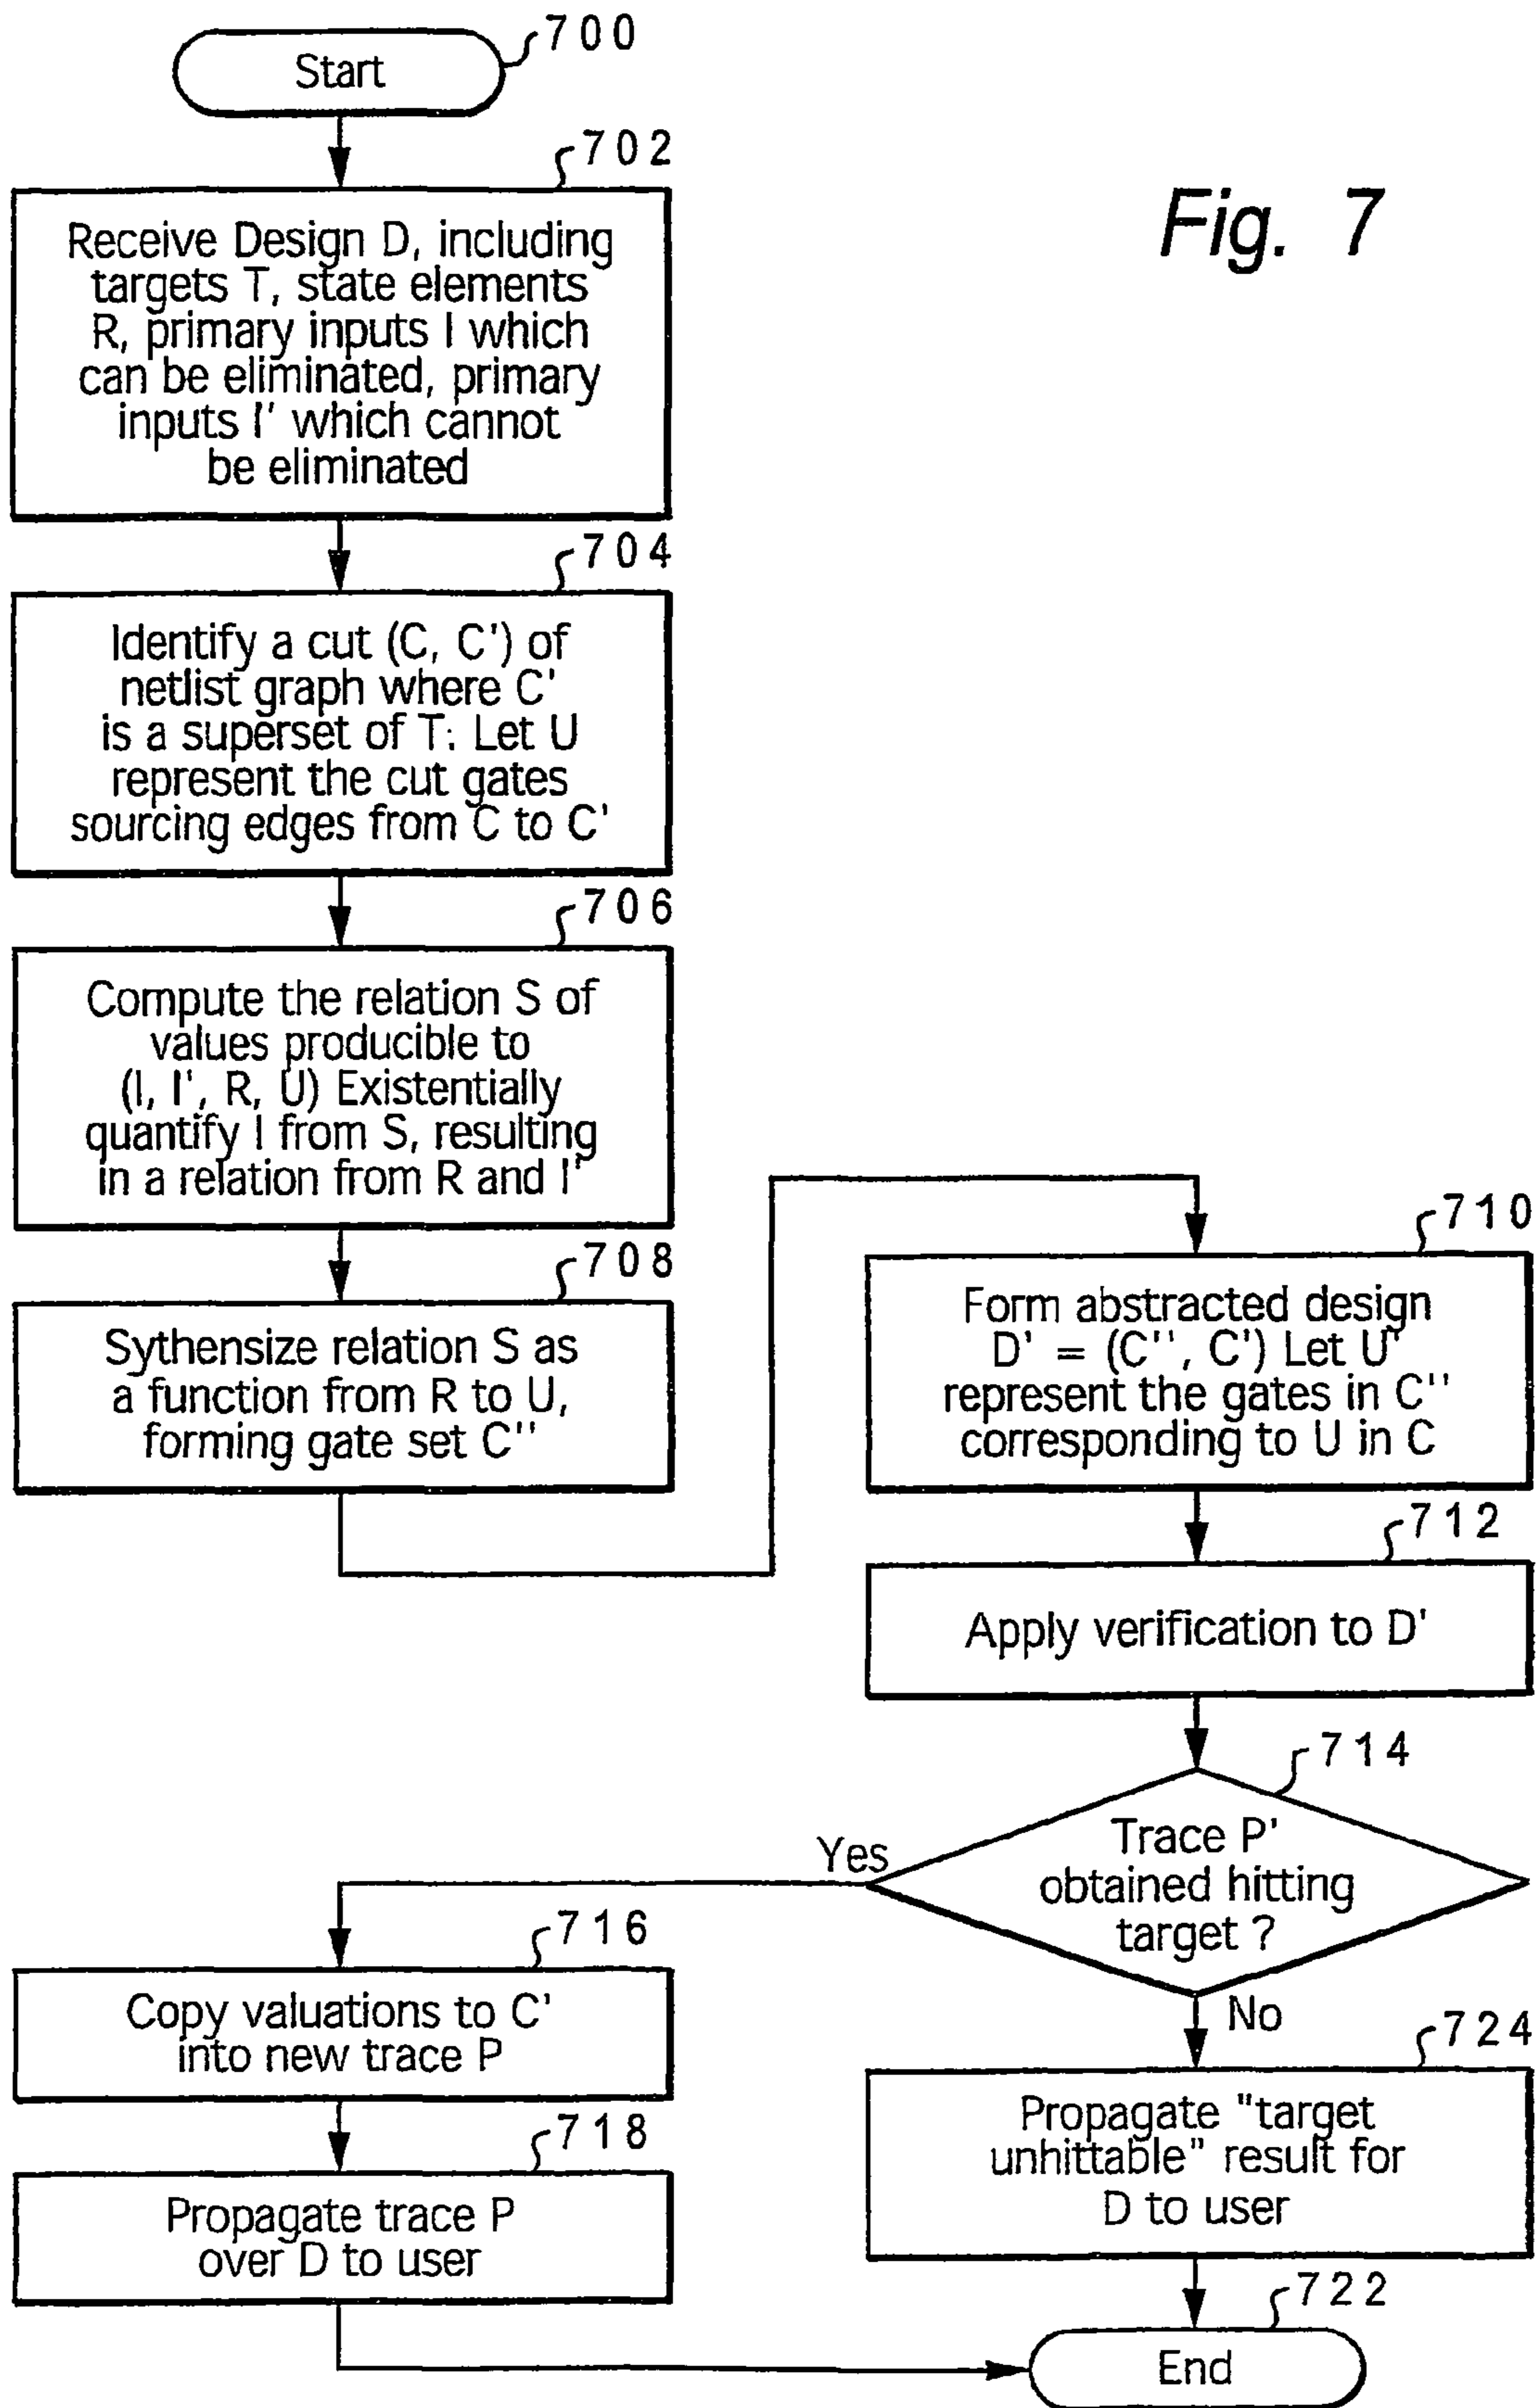 700
Start
702
Fig. 7
Receive Design D, including
targets T, state elements
R, primary inputs I which
can be eliminated, primary
inputs I' which cannot
be eliminated
704
Identify a cut (C, C') of
netlist graph where C'
is a superset of T. Let U
represent the cut gates
sourcing edges from C to C'
706
Compute the relation S of
values producible to
(I, I', R, U) Existentially
quantify I from S, resulting
in a relation from R and I'
708
Sythensize relation S as
a function from R to U,
forming gate set C''
710
Form abstracted design
D' = (C'', C') Let U'
represent the gates in C''
corresponding to U in C
712
Apply verification to D'
714
Trace P'
obtained hitting
target ?
Yes
No
716
Copy valuations to C'
into new trace P
718
Propagate trace P
over D to user
724
Propagate "target
unhittable" result for
D to user
722
End